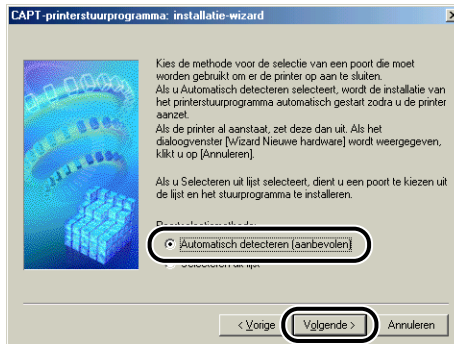 CAPT-printerstuurprogramma: installatie-wizard
Kies de methode voor de selectie van een poort die moet
worden gebruikt om er de printer op aan te sluiten.
Als u Automatisch detecteren selecteert, wordt de installatie van
het printerstuurprogramma automatisch gestart zodra u de printer
aanzet.
Als de printer al aanstaat, zet deze dan uit. Als het
dialoogvenster [Wizard Nieuwe hardware] wordt weergegeven,
klikt u op [Annuleren].
Als u Selecteren uit lijst selecteert, dient u een poort te kiezen uit
de lijst en het stuurprogramma te installeren.
Poortselectiemethode:
Automatisch detecteren (aanbevolen)
Selecteren uit lijst
< Vorige Volgende > Annuleren